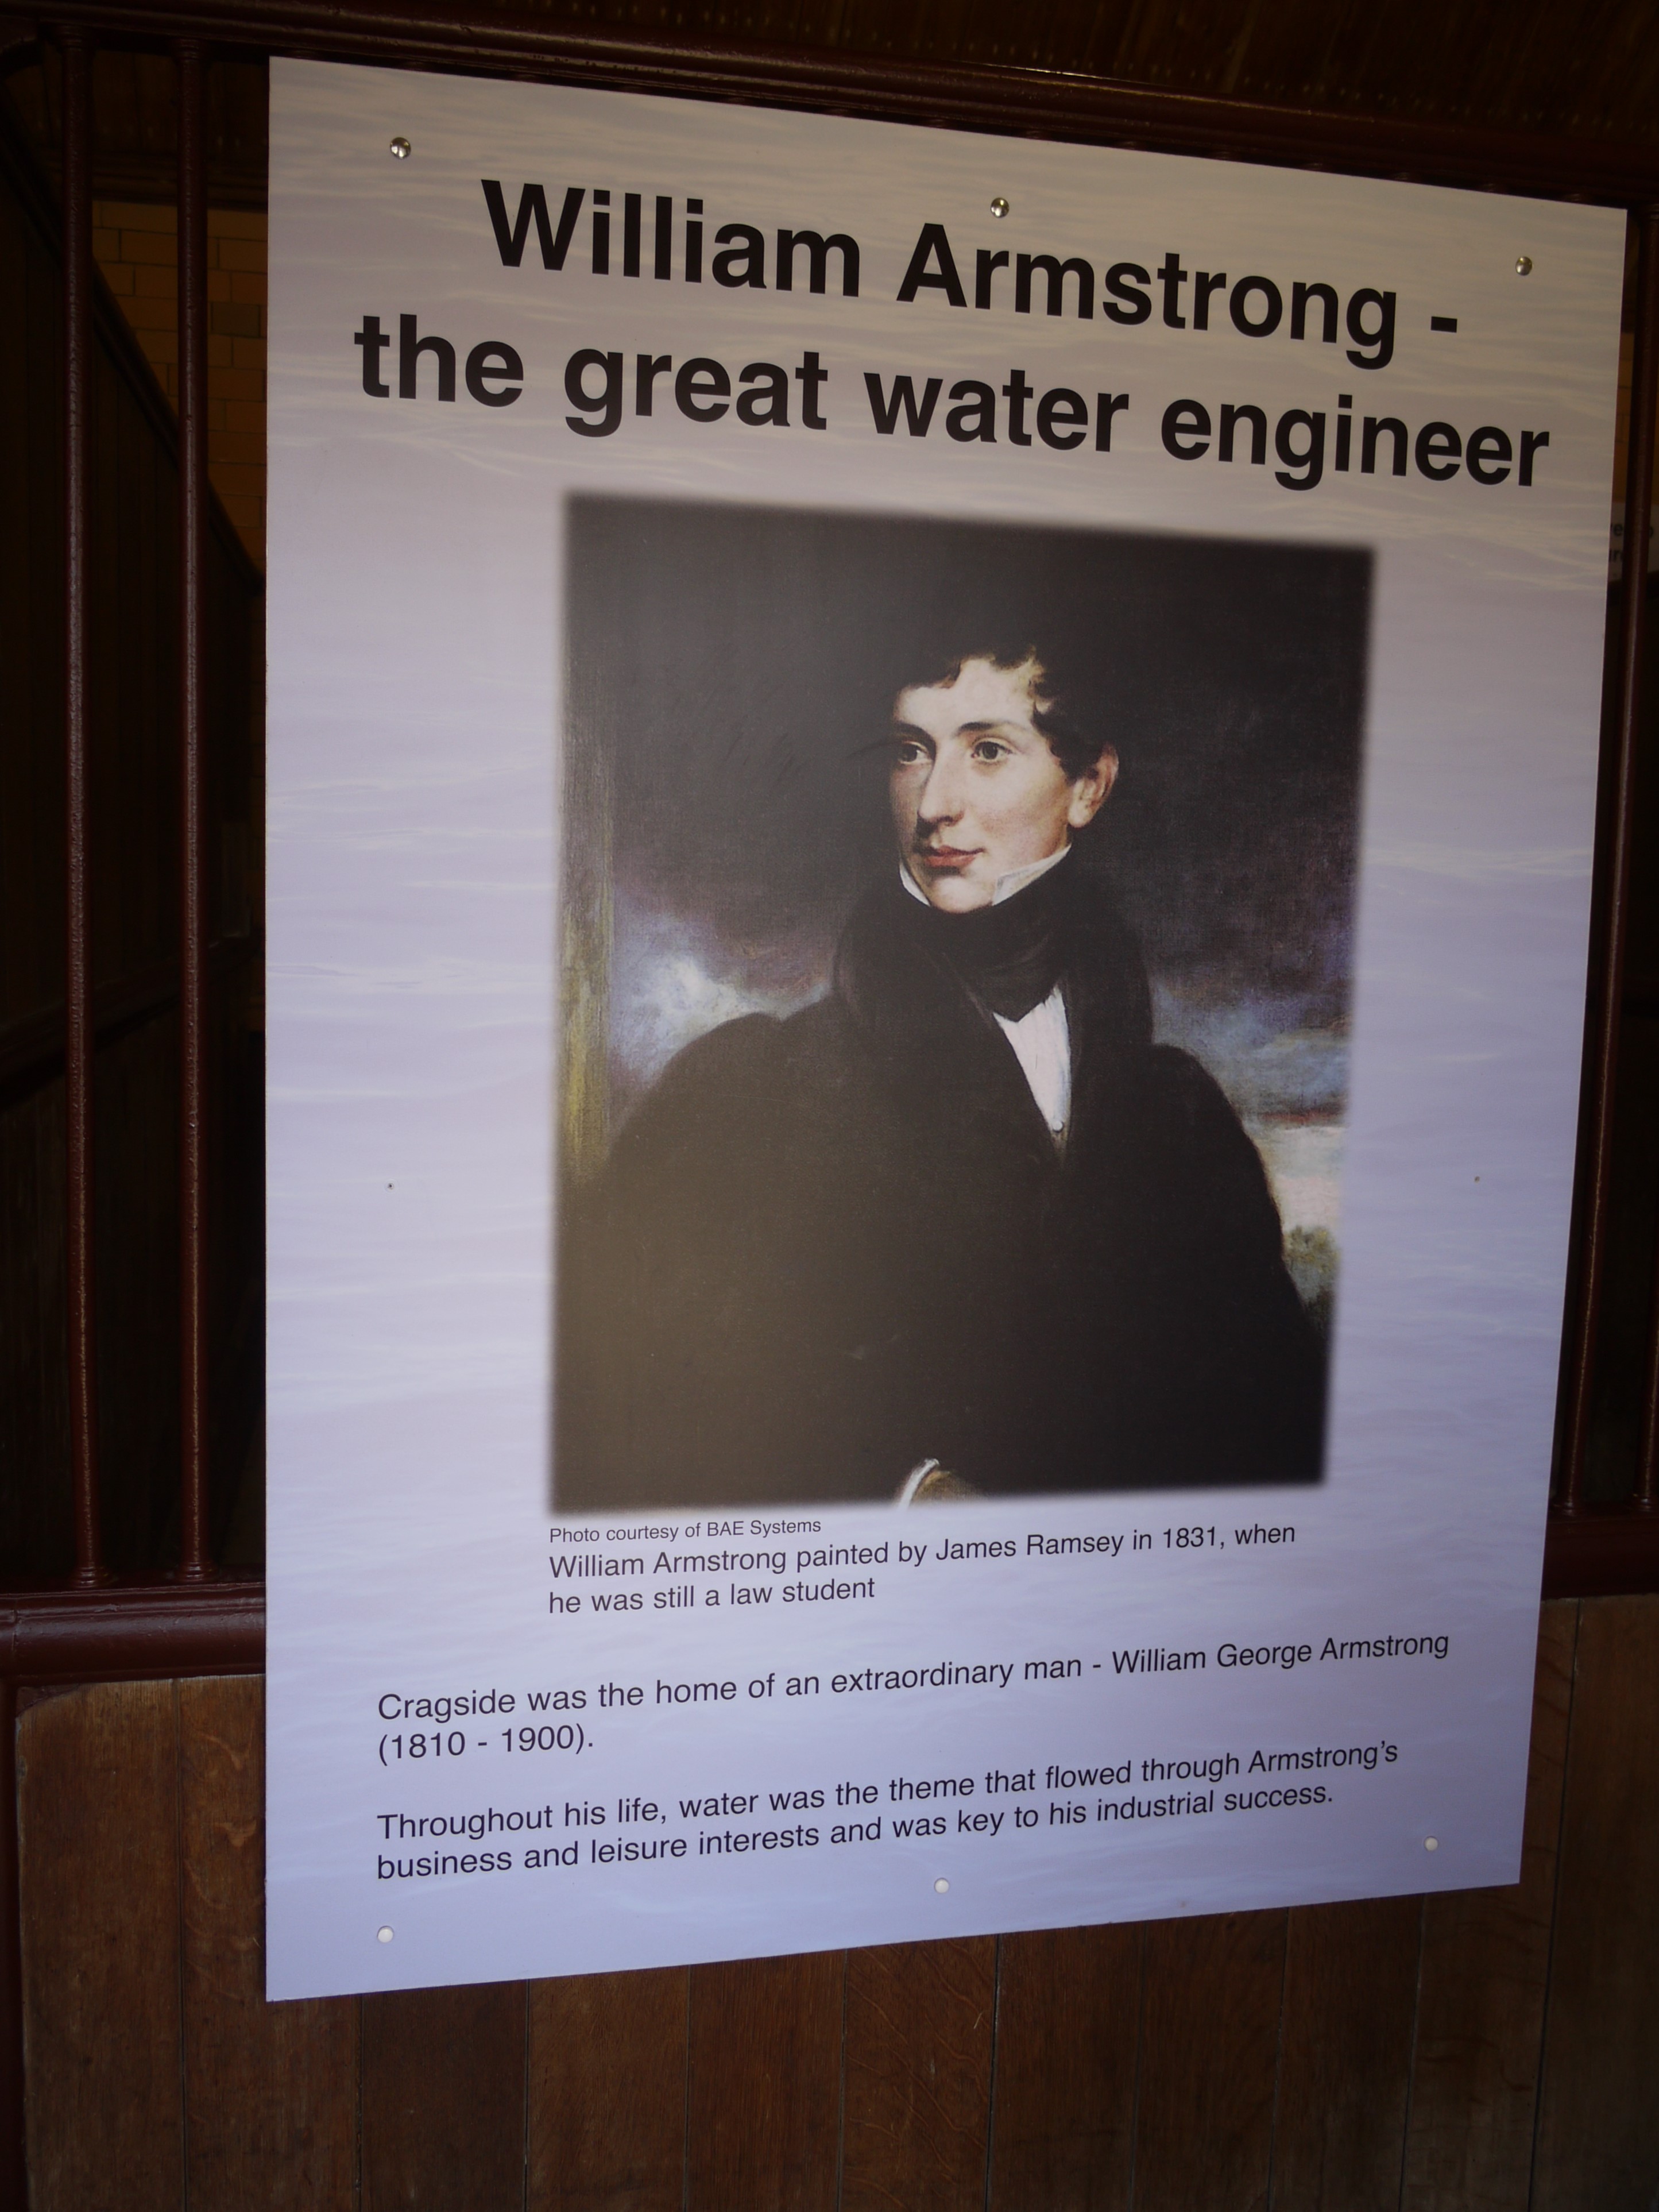 William Armstrong -
the great water engineer
Photo courtesy of BAE Systems
William Armstrong painted by James Ramsey in 1831, when
he was still a law student
Cragside was the home of an extraordinary man - William George Armstrong
(1810 - 1900).
Throughout his life, water was the theme that flowed through Armstrong's
business and leisure interests and was key to his industrial success.